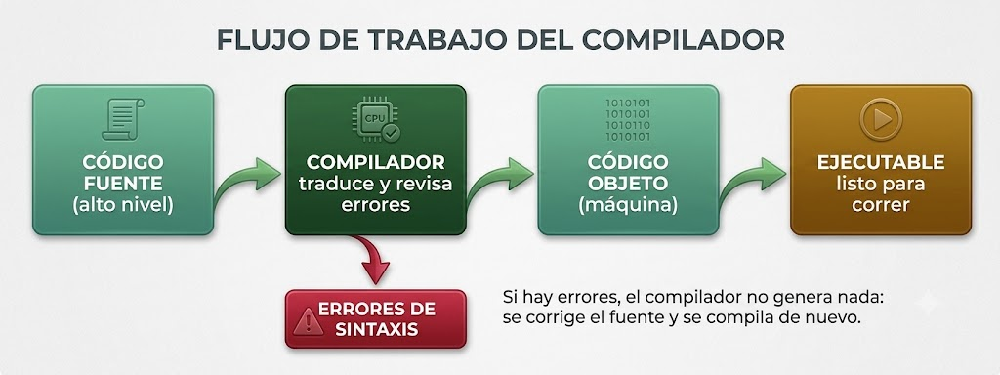 FLUJO DE TRABAJO DEL COMPILADOR
CÓDIGO
FUENTE
(alto nivel)
CPU
COMPILADOR
traduce y revisa
errores
1010101
1010101
1010110
1010101
CÓDIGO
OBJETO
(máquina)
EJECUTABLE
listo para
correr
ERRORES DE
SINTAXIS
Si hay errores, el compilador no genera nada:
se corrige el fuente y se compila de nuevo.